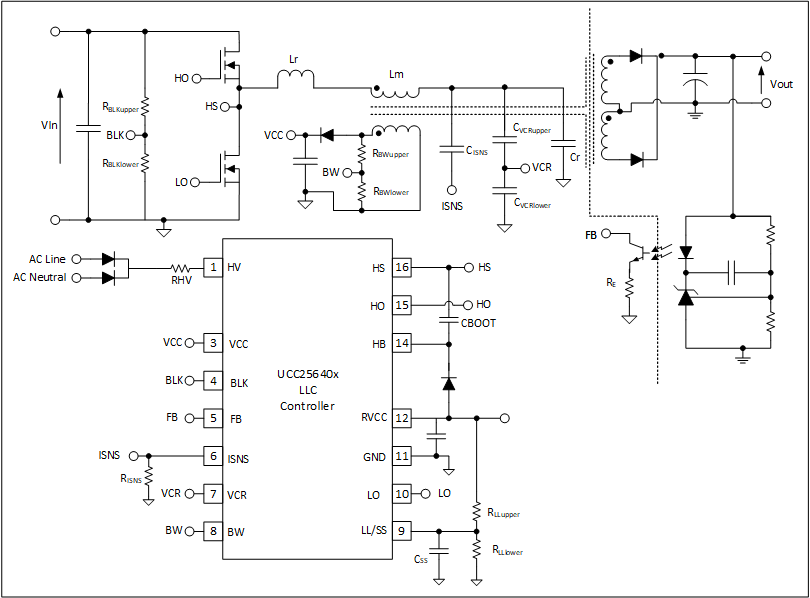 Lr
Lm
HO
HS
LO
VIn
R_BLKupper
BLK
R_BLKlower
VCC
BW
R_BWupper
R_BWlower
C_ISNS
ISNS
C_VCRupper
VCR
C_VCRlower
Cr
Vout
FB
R_E
AC Line
AC Neutral
RHV
1 HV
VCC 3 VCC
BLK 4 BLK
FB 5 FB
ISNS 6 ISNS
R_ISNS
VCR 7 VCR
BW 8 BW
UCC25640x
LLC
Controller
HS 16 HS
HO 15 HO
CBOOT
HB 14
RVCC 12
GND 11
LO 10 LO
LL/SS 9
C_SS
R_LLupper
R_LLlower